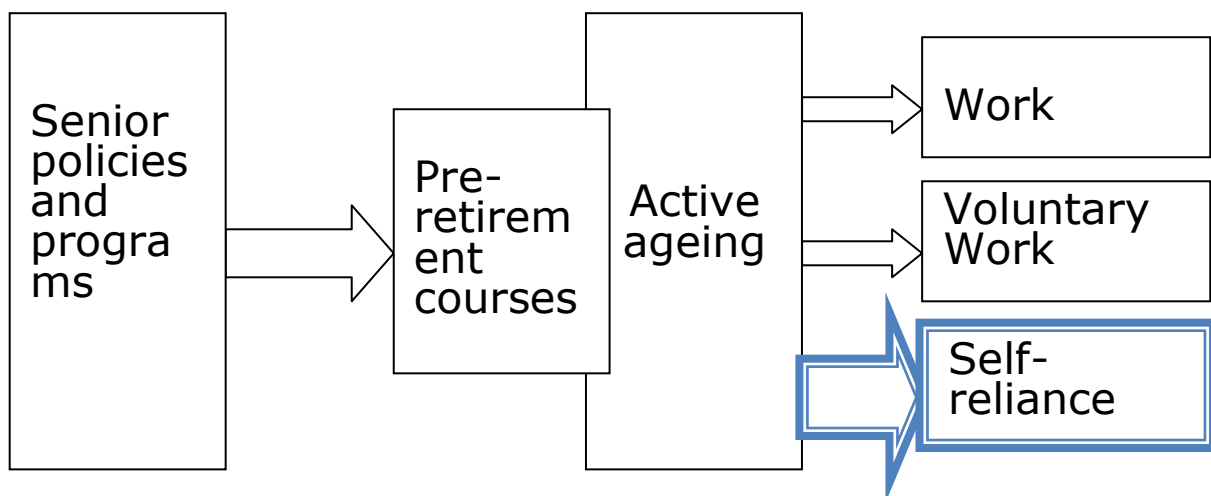 Senior
policies
and
progra
ms
Pre-
retirem
ent
courses
Active
ageing
Work
Voluntary
Work
Self-
reliance